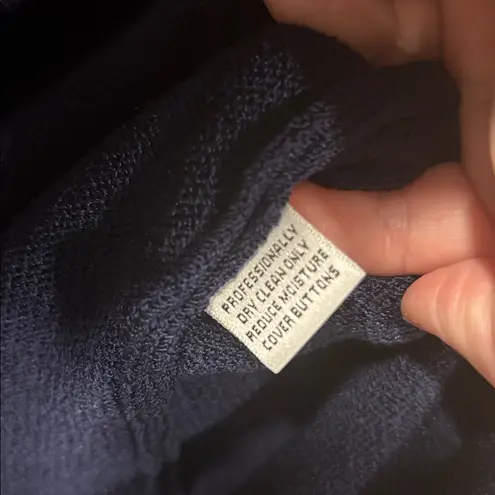 PROFESSIONALLY
DRY CLEAN ONLY
REDUCE MOISTURE
COVER BUTTONS